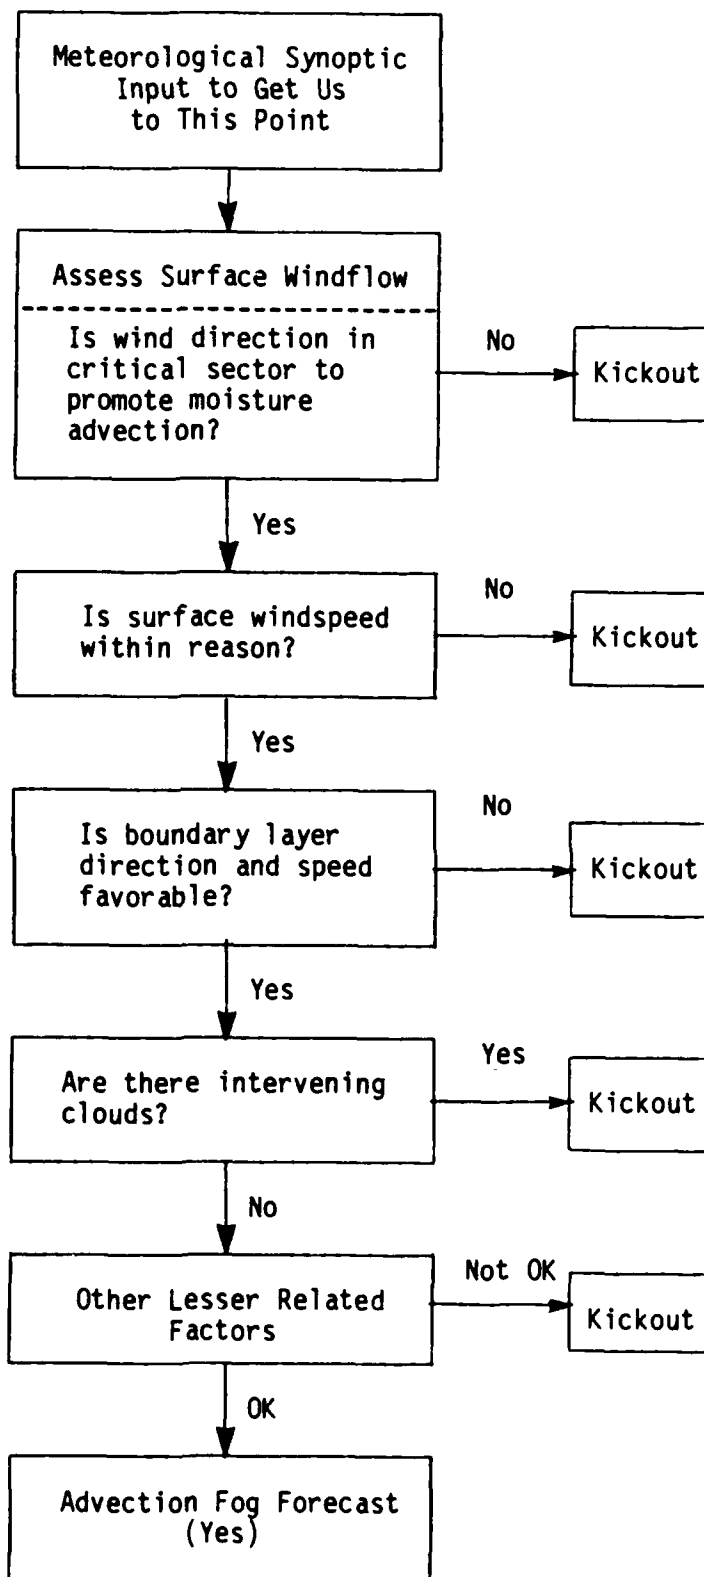 Meteorological Synoptic
Input to Get Us
to This Point
Assess Surface Windflow
Is wind direction in
critical sector to
promote moisture
advection?
No
Kickout
Yes
Is surface windspeed
within reason?
No
Kickout
Yes
Is boundary layer
direction and speed
favorable?
No
Kickout
Yes
Are there intervening
clouds?
Yes
Kickout
No
Other Lesser Related
Factors
Not OK
Kickout
OK
Advection Fog Forecast
(Yes)